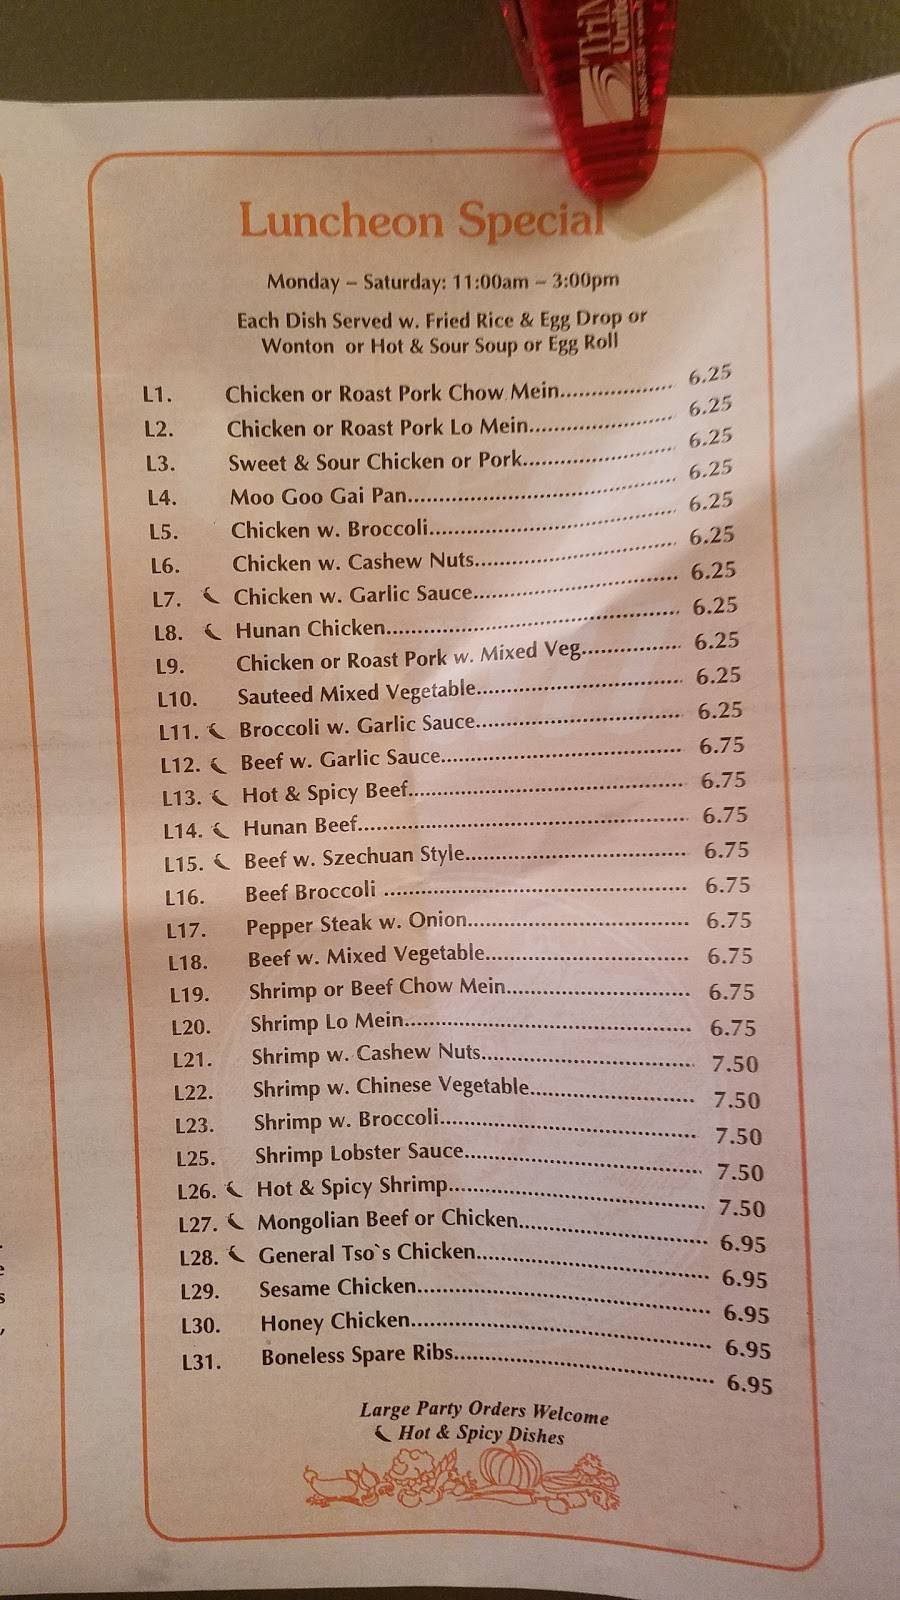 TriM
Unite
Luncheon Special
Monday – Saturday: 11:00am – 3:00pm
Each Dish Served w. Fried Rice & Egg Drop or
Wonton or Hot & Sour Soup or Egg Roll
L1. Chicken or Roast Pork Chow Mein.................. 6.25
L2. Chicken or Roast Pork Lo Mein.................. 6.25
L3. Sweet & Sour Chicken or Pork.................. 6.25
L4. Moo Goo Gai Pan.................. 6.25
L5. Chicken w. Broccoli.................. 6.25
L6. Chicken w. Cashew Nuts.................. 6.25
L7. Chicken w. Garlic Sauce.................. 6.25
L8. Hunan Chicken.................. 6.25
L9. Chicken or Roast Pork w. Mixed Veg.................. 6.25
L10. Sauteed Mixed Vegetable.................. 6.25
L11. Broccoli w. Garlic Sauce.................. 6.25
L12. Beef w. Garlic Sauce.................. 6.75
L13. Hot & Spicy Beef.................. 6.75
L14. Hunan Beef.................. 6.75
L15. Beef w. Szechuan Style.................. 6.75
L16. Beef Broccoli .................. 6.75
L17. Pepper Steak w. Onion.................. 6.75
L18. Beef w. Mixed Vegetable.................. 6.75
L19. Shrimp or Beef Chow Mein.................. 6.75
L20. Shrimp Lo Mein.................. 6.75
L21. Shrimp w. Cashew Nuts.................. 7.50
L22. Shrimp w. Chinese Vegetable.................. 7.50
L23. Shrimp w. Broccoli.................. 7.50
L25. Shrimp Lobster Sauce.................. 7.50
L26. Hot & Spicy Shrimp.................. 7.50
L27. Mongolian Beef or Chicken.................. 6.95
L28. General Tso`s Chicken.................. 6.95
L29. Sesame Chicken.................. 6.95
L30. Honey Chicken.................. 6.95
L31. Boneless Spare Ribs.................. 6.95
Large Party Orders Welcome
Hot & Spicy Dishes